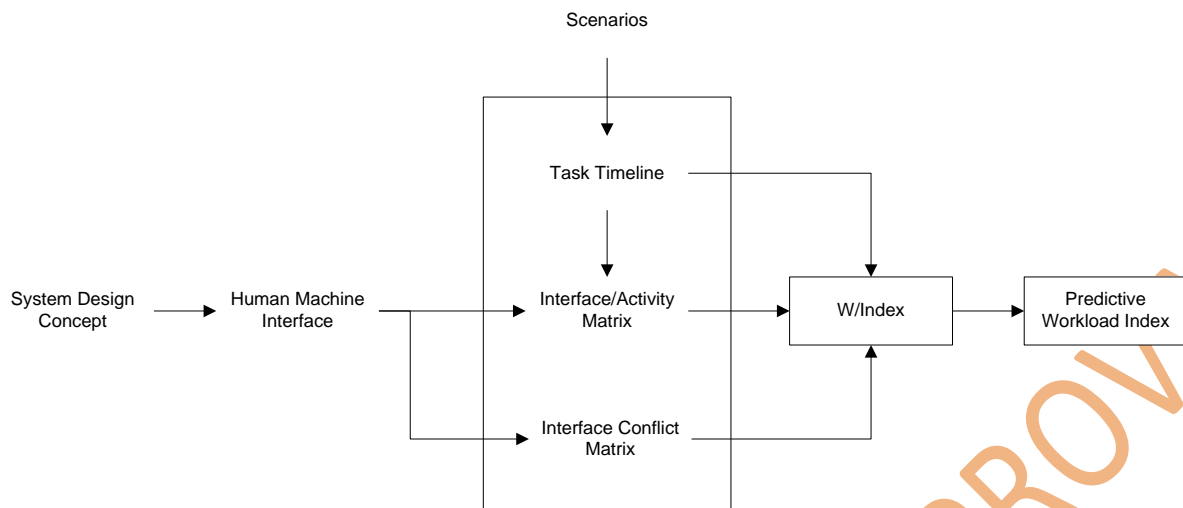 Scenarios
Task Timeline
System Design
Concept
Human Machine
Interface
Interface/Activity
Matrix
W/Index
Predictive
Workload Index
Interface Conflict
Matrix